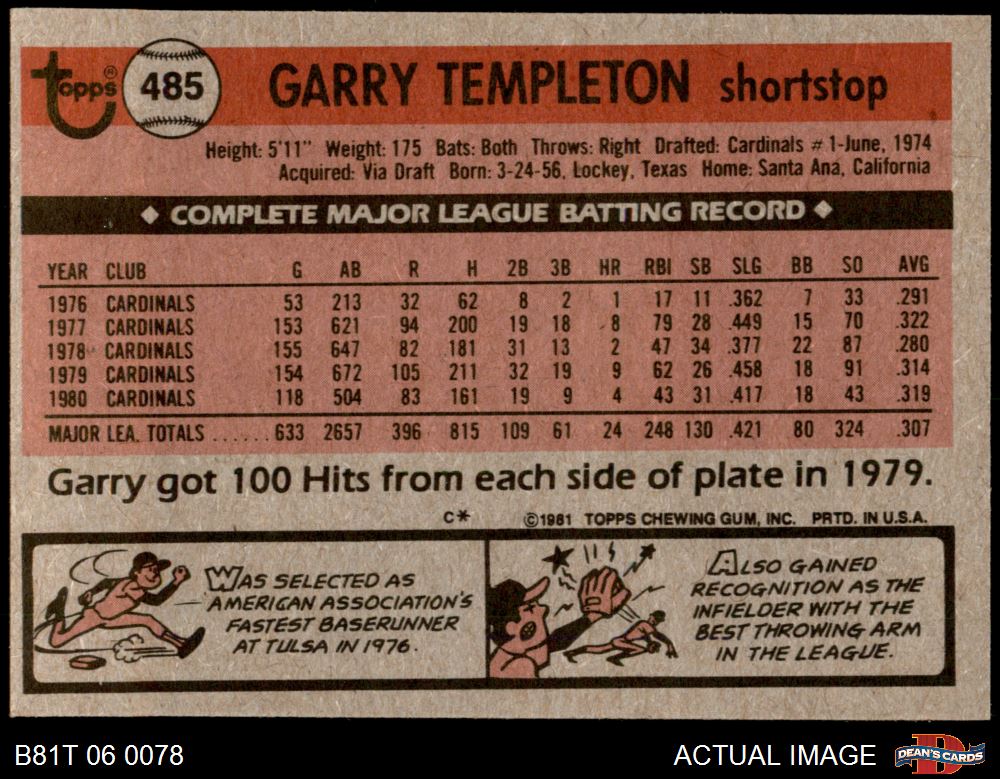 Topps® 485 GARRY TEMPLETON shortstop
Height: 5'11" Weight: 175 Bats: Both Throws: Right Drafted: Cardinals #1-June, 1974
Acquired: Via Draft Born: 3-24-56, Lockey, Texas Home: Santa Ana, California
◆ COMPLETE MAJOR LEAGUE BATTING RECORD ◆
YEAR CLUB G AB R H 2B 3B HR RBI SB SLG BB SO AVG
1976 CARDINALS 53 213 32 62 8 2 1 17 11 .362 7 33 .291
1977 CARDINALS 153 621 94 200 19 18 8 79 28 .449 15 70 .322
1978 CARDINALS 155 647 82 181 31 13 2 47 34 .377 22 87 .280
1979 CARDINALS 154 672 105 211 32 19 9 62 26 .458 18 91 .314
1980 CARDINALS 118 504 83 161 19 9 4 43 31 .417 18 43 .319
MAJOR LEA. TOTALS ...... 633 2657 396 815 109 61 24 248 130 .421 80 324 .307
Garry got 100 Hits from each side of plate in 1979.
C* ©1981 TOPPS CHEWING GUM, INC. PRTD. IN U.S.A.
WAS SELECTED AS
AMERICAN ASSOCIATION'S
FASTEST BASERUNNER
AT TULSA IN 1976.
ALSO GAINED
RECOGNITION AS THE
INFIELDER WITH THE
BEST THROWING ARM
IN THE LEAGUE.
B81T 06 0078 ACTUAL IMAGE DEAN'S CARDS